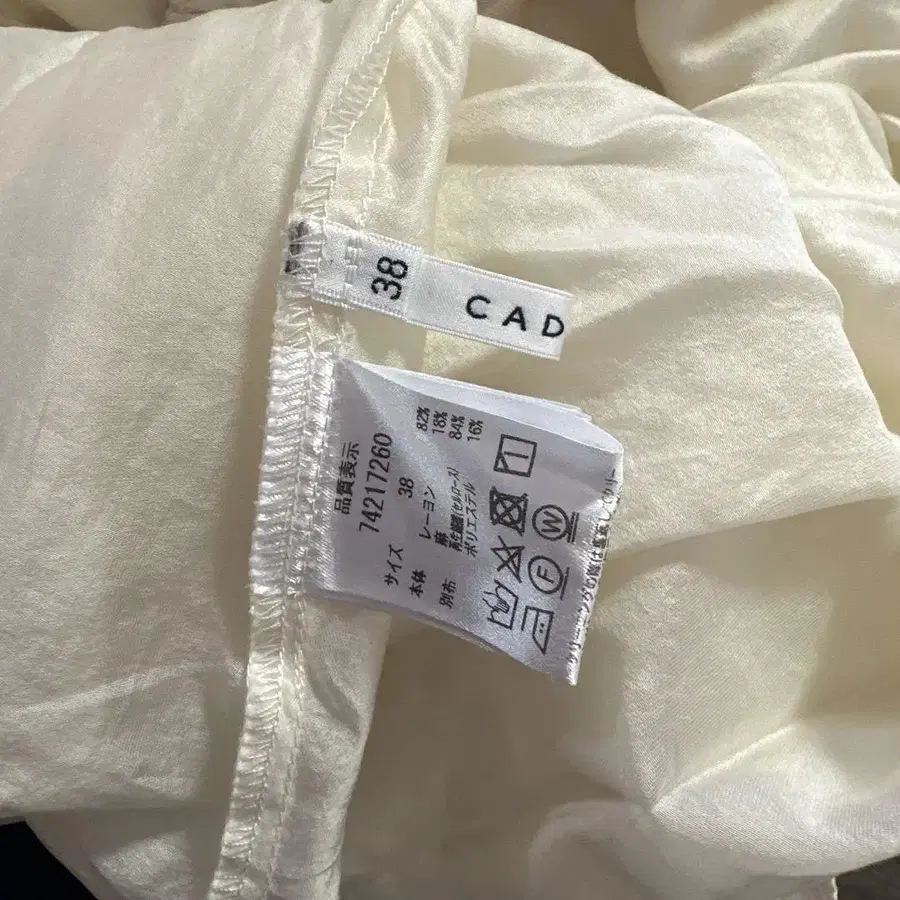 38
CAD
品質表示
74217260
サイズ 38
本体 レーヨン 82%
麻 18%
別布 再生繊維(セルロース) 84%
ポリエステル 16%
W
F